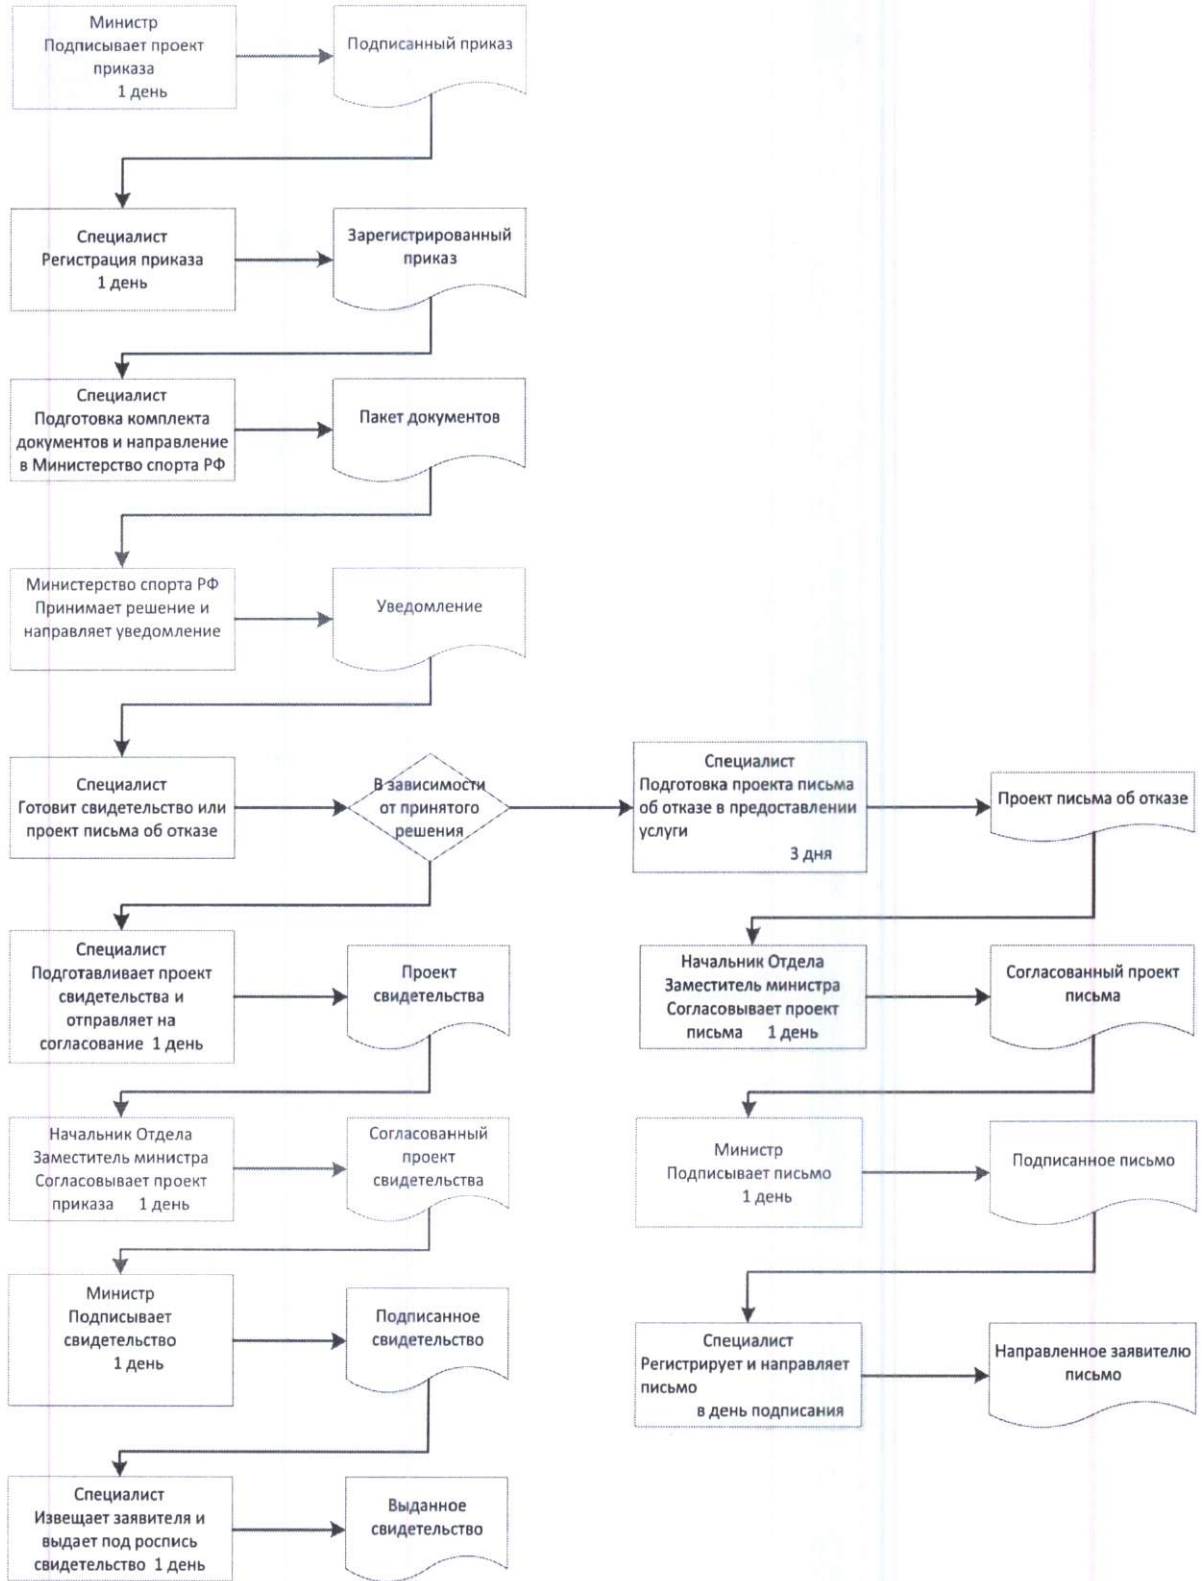 Министр
Подписывает проект
приказа
1 день
Подписанный приказ
Специалист
Регистрация приказа
1 день
Зарегистрированный
приказ
Специалист
Подготовка комплекта
документов и направление
в Министерство спорта РФ
Пакет документов
Министерство спорта РФ
Принимает решение и
направляет уведомление
Уведомление
Специалист
Готовит свидетельство или
проект письма об отказе
В зависимости
от принятого
решения
Специалист
Подготовка проекта письма
об отказе в предоставлении
услуги
3 дня
Проект письма об отказе
Специалист
Подготавливает проект
свидетельства и
отправляет на
согласование 1 день
Проект
свидетельства
Начальник Отдела
Заместитель министра
Согласовывает проект
письма 1 день
Согласованный проект
письма
Начальник Отдела
Заместитель министра
Согласовывает проект
приказа 1 день
Согласованный
проект
свидетельства
Министр
Подписывает письмо
1 день
Подписанное письмо
Министр
Подписывает
свидетельство
1 день
Подписанное
свидетельство
Специалист
Регистрирует и направляет
письмо
в день подписания
Направленное заявителю
письмо
Специалист
Извещает заявителя и
выдает под роспись
свидетельство 1 день
Выданное
свидетельство